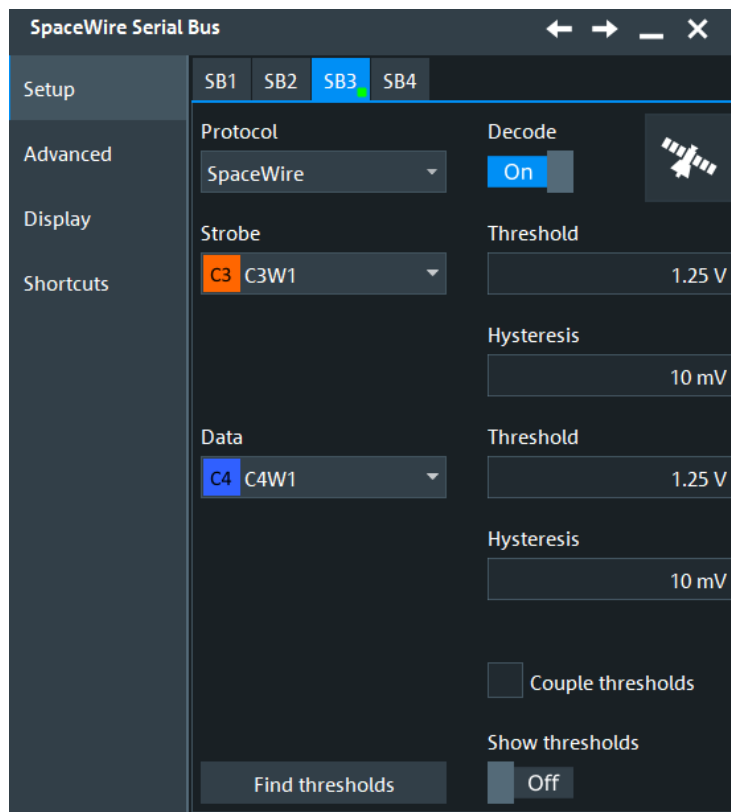 SpaceWire Serial Bus
Setup
Advanced
Display
Shortcuts
SB1 SB2 SB3 SB4
Protocol
SpaceWire
Decode
On
Strobe
C3 C3W1
Threshold
1.25 V
Hysteresis
10 mV
Data
C4 C4W1
Threshold
1.25 V
Hysteresis
10 mV
Couple thresholds
Show thresholds
Off
Find thresholds